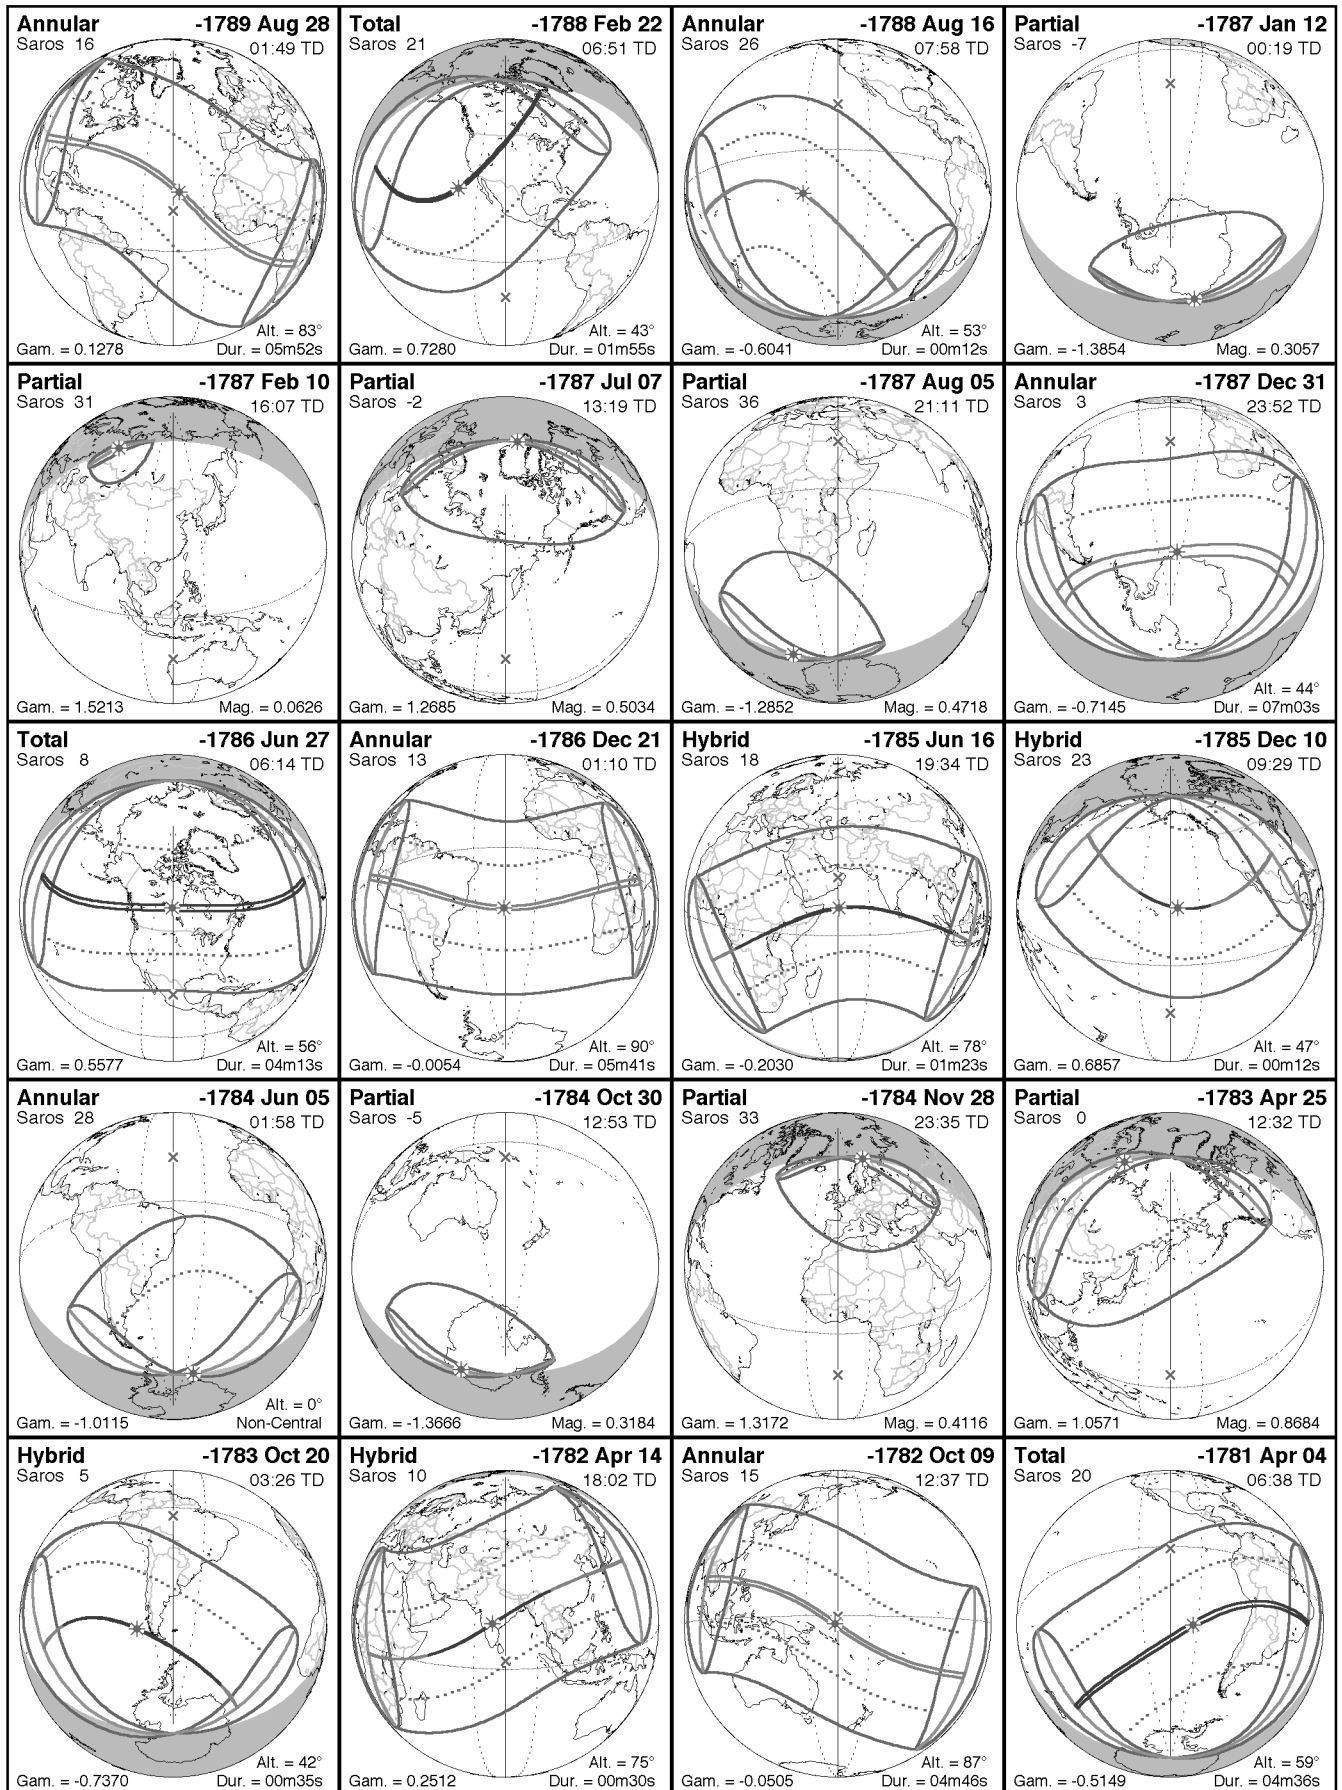 Annular -1789 Aug 28
Saros 16 01:49 TD
Alt. = 83°
Gam. = 0.1278 Dur. = 05m52s
Total -1788 Feb 22
Saros 21 06:51 TD
Alt. = 43°
Gam. = 0.7280 Dur. = 01m55s
Annular -1788 Aug 16
Saros 26 07:58 TD
Alt. = 53°
Gam. = -0.6041 Dur. = 00m12s
Partial -1787 Jan 12
Saros -7 00:19 TD
Gam. = -1.3854 Mag. = 0.3057
Partial -1787 Feb 10
Saros 31 16:07 TD
Gam. = 1.5213 Mag. = 0.0626
Partial -1787 Jul 07
Saros -2 13:19 TD
Gam. = 1.2685 Mag. = 0.5034
Partial -1787 Aug 05
Saros 36 21:11 TD
Gam. = -1.2852 Mag. = 0.4718
Annular -1787 Dec 31
Saros 3 23:52 TD
Alt. = 44°
Gam. = -0.7145 Dur. = 07m03s
Total -1786 Jun 27
Saros 8 06:14 TD
Alt. = 56°
Gam. = 0.5577 Dur. = 04m13s
Annular -1786 Dec 21
Saros 13 01:10 TD
Alt. = 90°
Gam. = -0.0054 Dur. = 05m41s
Hybrid -1785 Jun 16
Saros 18 19:34 TD
Alt. = 78°
Gam. = -0.2030 Dur. = 01m23s
Hybrid -1785 Dec 10
Saros 23 09:29 TD
Alt. = 47°
Gam. = 0.6857 Dur. = 00m12s
Annular -1784 Jun 05
Saros 28 01:58 TD
Alt. = 0°
Gam. = -1.0115 Non-Central
Partial -1784 Oct 30
Saros -5 12:53 TD
Gam. = -1.3666 Mag. = 0.3184
Partial -1784 Nov 28
Saros 33 23:35 TD
Gam. = 1.3172 Mag. = 0.4116
Partial -1783 Apr 25
Saros 0 12:32 TD
Gam. = 1.0571 Mag. = 0.8684
Hybrid -1783 Oct 20
Saros 5 03:26 TD
Alt. = 42°
Gam. = -0.7370 Dur. = 00m35s
Hybrid -1782 Apr 14
Saros 10 18:02 TD
Alt. = 75°
Gam. = 0.2512 Dur. = 00m30s
Annular -1782 Oct 09
Saros 15 12:37 TD
Alt. = 87°
Gam. = -0.0505 Dur. = 04m46s
Total -1781 Apr 04
Saros 20 06:38 TD
Alt. = 59°
Gam. = -0.5149 Dur. = 04m36s